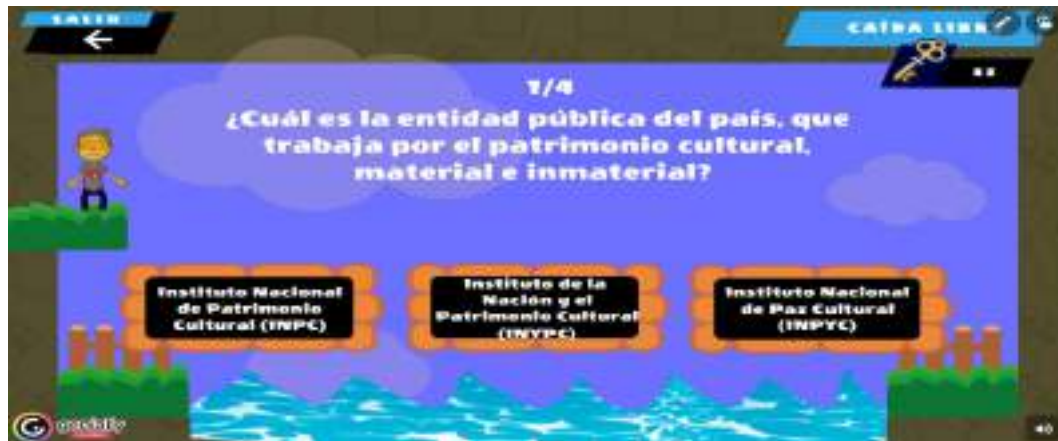 SALIR
CAÍDA LIBRE
1/4
¿Cuál es la entidad pública del país, que
trabaja por el patrimonio cultural,
material e inmaterial?
Instituto Nacional
de Patrimonio
Cultural (INPC)
Instituto de la
Nación y el
Patrimonio Cultural
(INYPC)
Instituto Nacional
de Paz Cultural
(INPYC)
genially